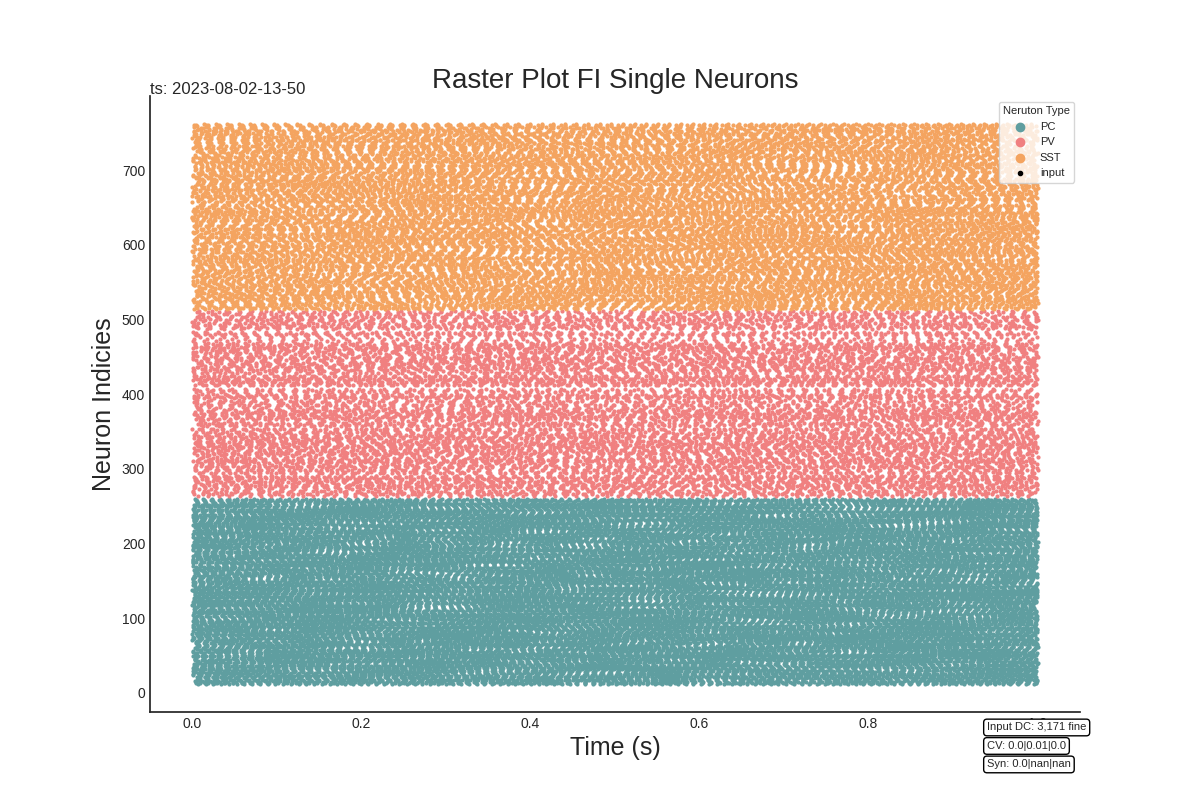 Raster Plot FI Single Neurons
ts: 2023-08-02-13-50
Neruton Type
PC
PV
SST
input
Neuron Indicies
700
600
500
400
300
200
100
0
0.0 0.2 0.4 0.6 0.8
Time (s)
Input DC: 3,171 fine
CV: 0.0|0.01|0.0
Syn: 0.0|nan|nan